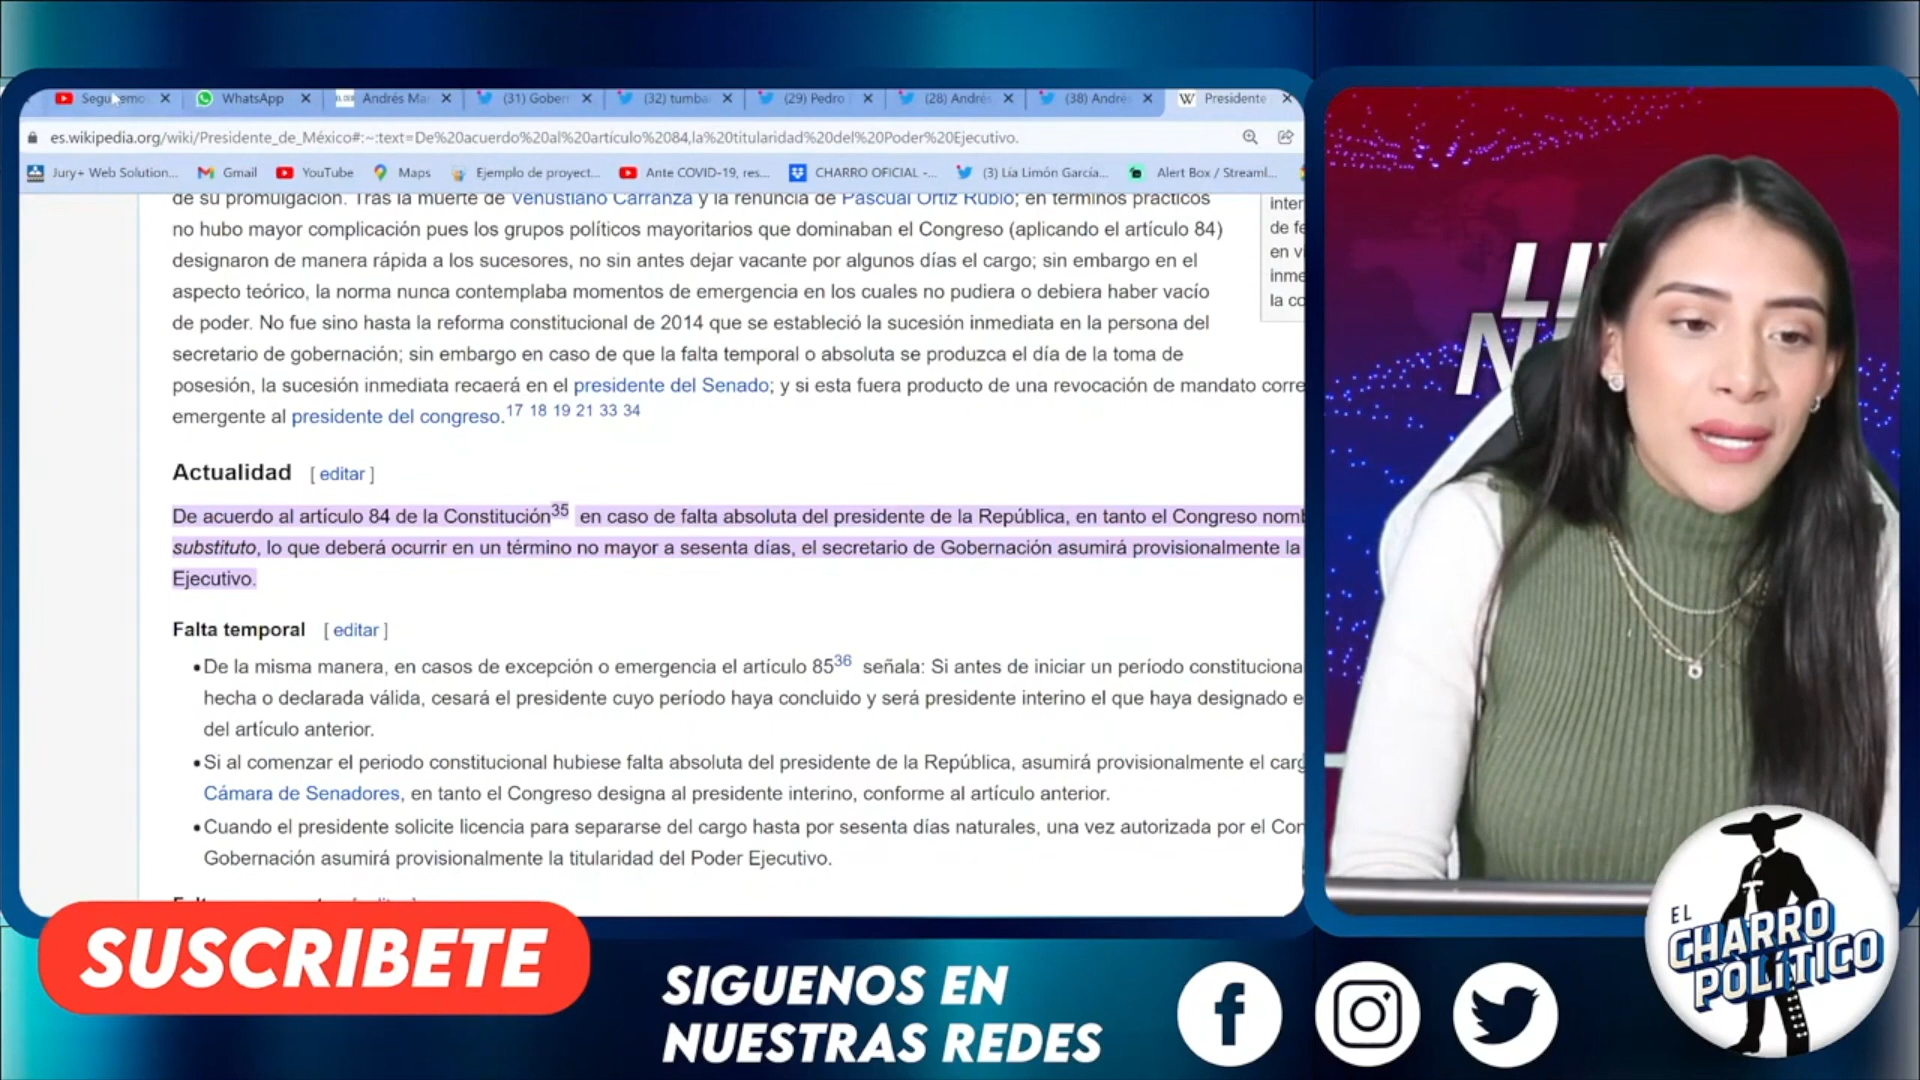 Segu emo
WhatsApp
Andrés Ma
(31) Gober
(32) tumba
(29) Pedro
(28) Andrés
(38) André
Presidente
es.wikipedia.org/wiki/Presidente_de_México#:~:text=De%20acuerdo%20al%20artículo%2084,la%20titularidad%20del%20Poder%20Ejecutivo.
Jury+ Web Solution...
Gmail
YouTube
Maps
Ejemplo de proyect...
Ante COVID-19, res...
CHARRO OFICIAL -...
(3) Lía Limón García...
Alert Box / Streaml...
de su promulgación. Tras la muerte de Venustiano Carranza y la renuncia de Pascual Ortiz Rubio; en términos prácticos
no hubo mayor complicación pues los grupos políticos mayoritarios que dominaban el Congreso (aplicando el artículo 84)
designaron de manera rápida a los sucesores, no sin antes dejar vacante por algunos días el cargo; sin embargo en el
aspecto teórico, la norma nunca contemplaba momentos de emergencia en los cuales no pudiera o debiera haber vacío
de poder. No fue sino hasta la reforma constitucional de 2014 que se estableció la sucesión inmediata en la persona del
secretario de gobernación; sin embargo en caso de que la falta temporal o absoluta se produzca el día de la toma de
posesión, la sucesión inmediata recaerá en el presidente del Senado; y si esta fuera producto de una revocación de mandato corre
emergente al presidente del congreso.17 18 19 21 33 34
inter
de fe
en v
inme
la co
Actualidad [ editar ]
De acuerdo al artículo 84 de la Constitución35 en caso de falta absoluta del presidente de la República, en tanto el Congreso nomb
substituto, lo que deberá ocurrir en un término no mayor a sesenta días, el secretario de Gobernación asumirá provisionalmente la
Ejecutivo.
Falta temporal [ editar ]
•De la misma manera, en casos de excepción o emergencia el artículo 8536 señala: Si antes de iniciar un período constituciona
hecha o declarada válida, cesará el presidente cuyo período haya concluido y será presidente interino el que haya designado e
del artículo anterior.
•Si al comenzar el periodo constitucional hubiese falta absoluta del presidente de la República, asumirá provisionalmente el carg
Cámara de Senadores, en tanto el Congreso designa al presidente interino, conforme al artículo anterior.
•Cuando el presidente solicite licencia para separarse del cargo hasta por sesenta días naturales, una vez autorizada por el Con
Gobernación asumirá provisionalmente la titularidad del Poder Ejecutivo.
SUSCRIBETE
SIGUENOS EN
NUESTRAS REDES
EL
CHARRO
POLÍTICO